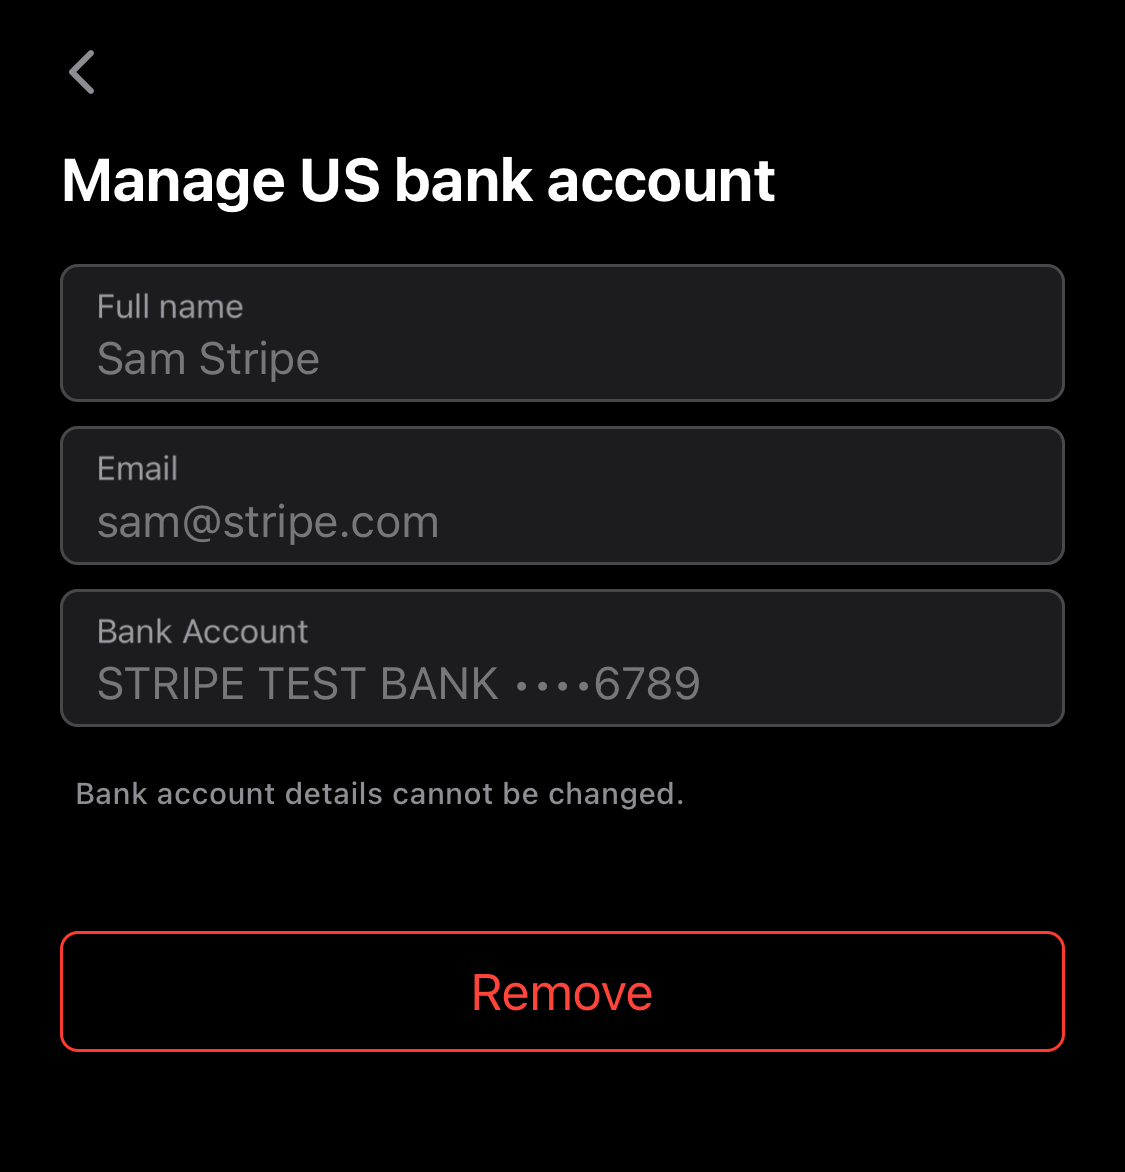 Manage US bank account
Full name
Sam Stripe
Email
sam@stripe.com
Bank Account
STRIPE TEST BANK ••••6789
Bank account details cannot be changed.
Remove